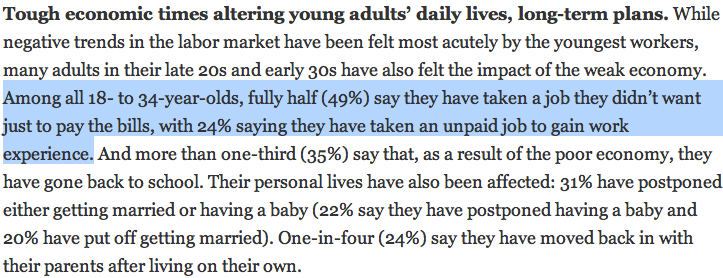 Tough economic times altering young adults’ daily lives, long-term plans. While
negative trends in the labor market have been felt most acutely by the youngest workers,
many adults in their late 20s and early 30s have also felt the impact of the weak economy.
Among all 18- to 34-year-olds, fully half (49%) say they have taken a job they didn’t want
just to pay the bills, with 24% saying they have taken an unpaid job to gain work
experience. And more than one-third (35%) say that, as a result of the poor economy, they
have gone back to school. Their personal lives have also been affected: 31% have postponed
either getting married or having a baby (22% say they have postponed having a baby and
20% have put off getting married). One-in-four (24%) say they have moved back in with
their parents after living on their own.